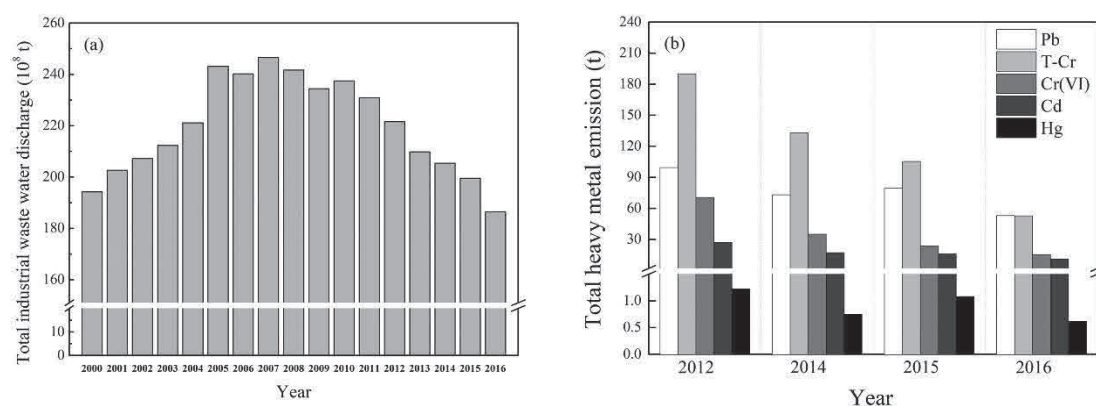 (a)
Total industrial waste water discharge (10⁸ t)
260
240
220
200
180
160
10
0
2000 2001 2002 2003 2004 2005 2006 2007 2008 2009 2010 2011 2012 2013 2014 2015 2016
Year
(b)
Total heavy metal emission (t)
240
210
180
150
120
90
60
30
1.0
0.5
0.0
Pb
T-Cr
Cr(VI)
Cd
Hg
2012 2014 2015 2016
Year